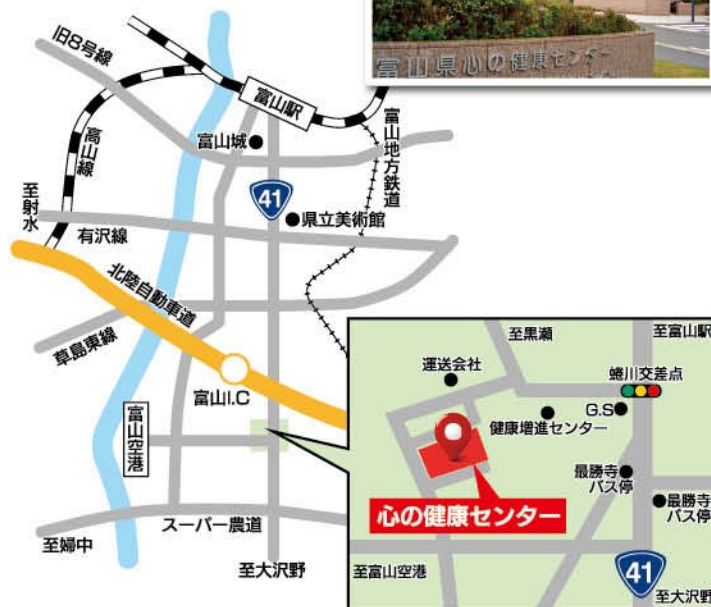 富山県心の健康センター
旧8号線
富山駅
富山城
富山地方鉄道
高山線
至射水
41
県立美術館
有沢線
北陸自動車道
草島東線
富山I.C
富山空港
スーパー農道
至婦中
至大沢野
至黒瀬
至富山駅
運送会社
蜷川交差点
G.S
健康増進センター
最勝寺
バス停
最勝寺
バス停
心の健康センター
至富山空港
41
至大沢野